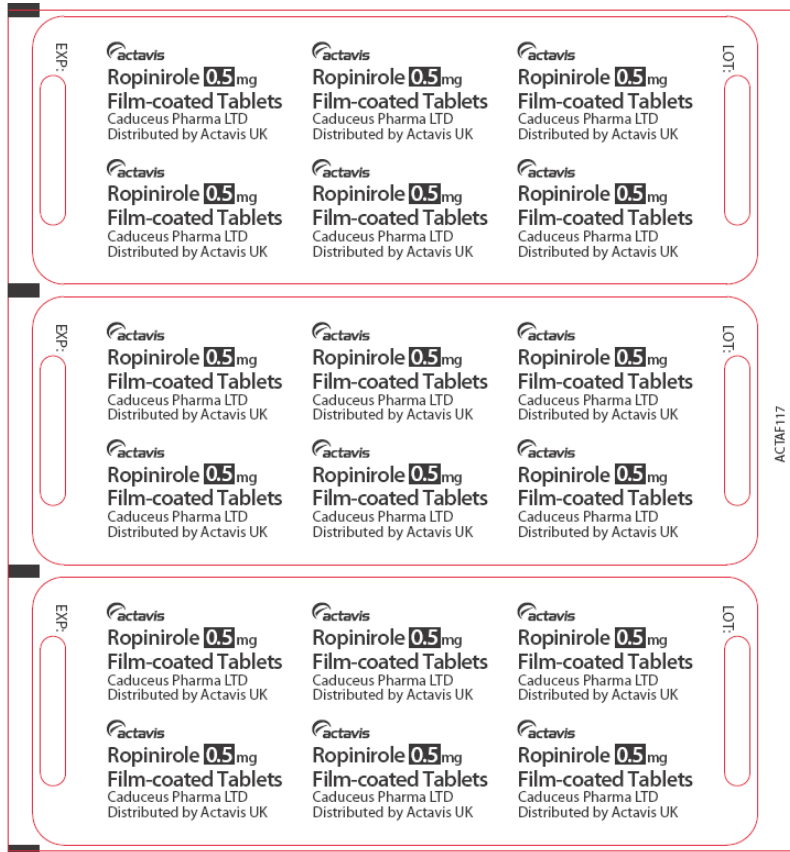 EXP:
LOT:
actavis actavis actavis
Ropinirole 0.5 mg Ropinirole 0.5 mg Ropinirole 0.5 mg
Film-coated Tablets Film-coated Tablets Film-coated Tablets
Caduceus Pharma LTD Caduceus Pharma LTD Caduceus Pharma LTD
Distributed by Actavis UK Distributed by Actavis UK Distributed by Actavis UK
actavis actavis actavis
Ropinirole 0.5 mg Ropinirole 0.5 mg Ropinirole 0.5 mg
Film-coated Tablets Film-coated Tablets Film-coated Tablets
Caduceus Pharma LTD Caduceus Pharma LTD Caduceus Pharma LTD
Distributed by Actavis UK Distributed by Actavis UK Distributed by Actavis UK
EXP:
LOT:
actavis actavis actavis
Ropinirole 0.5 mg Ropinirole 0.5 mg Ropinirole 0.5 mg
Film-coated Tablets Film-coated Tablets Film-coated Tablets
Caduceus Pharma LTD Caduceus Pharma LTD Caduceus Pharma LTD
Distributed by Actavis UK Distributed by Actavis UK Distributed by Actavis UK
actavis actavis actavis
Ropinirole 0.5 mg Ropinirole 0.5 mg Ropinirole 0.5 mg
Film-coated Tablets Film-coated Tablets Film-coated Tablets
Caduceus Pharma LTD Caduceus Pharma LTD Caduceus Pharma LTD
Distributed by Actavis UK Distributed by Actavis UK Distributed by Actavis UK
ACTAF117
EXP:
LOT:
actavis actavis actavis
Ropinirole 0.5 mg Ropinirole 0.5 mg Ropinirole 0.5 mg
Film-coated Tablets Film-coated Tablets Film-coated Tablets
Caduceus Pharma LTD Caduceus Pharma LTD Caduceus Pharma LTD
Distributed by Actavis UK Distributed by Actavis UK Distributed by Actavis UK
actavis actavis actavis
Ropinirole 0.5 mg Ropinirole 0.5 mg Ropinirole 0.5 mg
Film-coated Tablets Film-coated Tablets Film-coated Tablets
Caduceus Pharma LTD Caduceus Pharma LTD Caduceus Pharma LTD
Distributed by Actavis UK Distributed by Actavis UK Distributed by Actavis UK